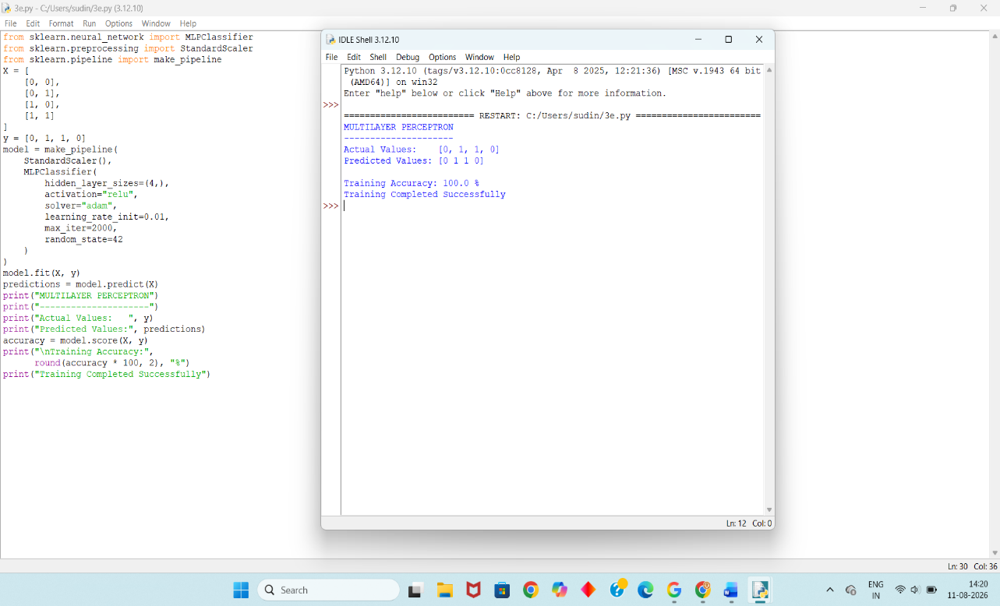 3e.py - C:/Users/sudin/3e.py (3.12.10)
File Edit Format Run Options Window Help
from sklearn.neural_network import MLPClassifier
from sklearn.preprocessing import StandardScaler
from sklearn.pipeline import make_pipeline
X = [
    [0, 0],
    [0, 1],
    [1, 0],
    [1, 1]
]
y = [0, 1, 1, 0]
model = make_pipeline(
    StandardScaler(),
    MLPClassifier(
        hidden_layer_sizes=(4,),
        activation="relu",
        solver="adam",
        learning_rate_init=0.01,
        max_iter=2000,
        random_state=42
    )
)
model.fit(X, y)
predictions = model.predict(X)
print("MULTILAYER PERCEPTRON")
print("---------------------")
print("Actual Values:   ", y)
print("Predicted Values:", predictions)
accuracy = model.score(X, y)
print("\nTraining Accuracy:",
      round(accuracy * 100, 2), "%")
print("Training Completed Successfully")
IDLE Shell 3.12.10
File Edit Shell Debug Options Window Help
Python 3.12.10 (tags/v3.12.10:0cc8128, Apr  8 2025, 12:21:36) [MSC v.1943 64 bit
 (AMD64)] on win32
Enter "help" below or click "Help" above for more information.
>>>
========================= RESTART: C:/Users/sudin/3e.py ========================
MULTILAYER PERCEPTRON
---------------------
Actual Values:    [0, 1, 1, 0]
Predicted Values: [0 1 1 0]
Training Accuracy: 100.0 %
Training Completed Successfully
>>>
Ln: 12 Col: 0
Ln: 30 Col: 36
Search
ENG
IN
14:20
11-08-2026